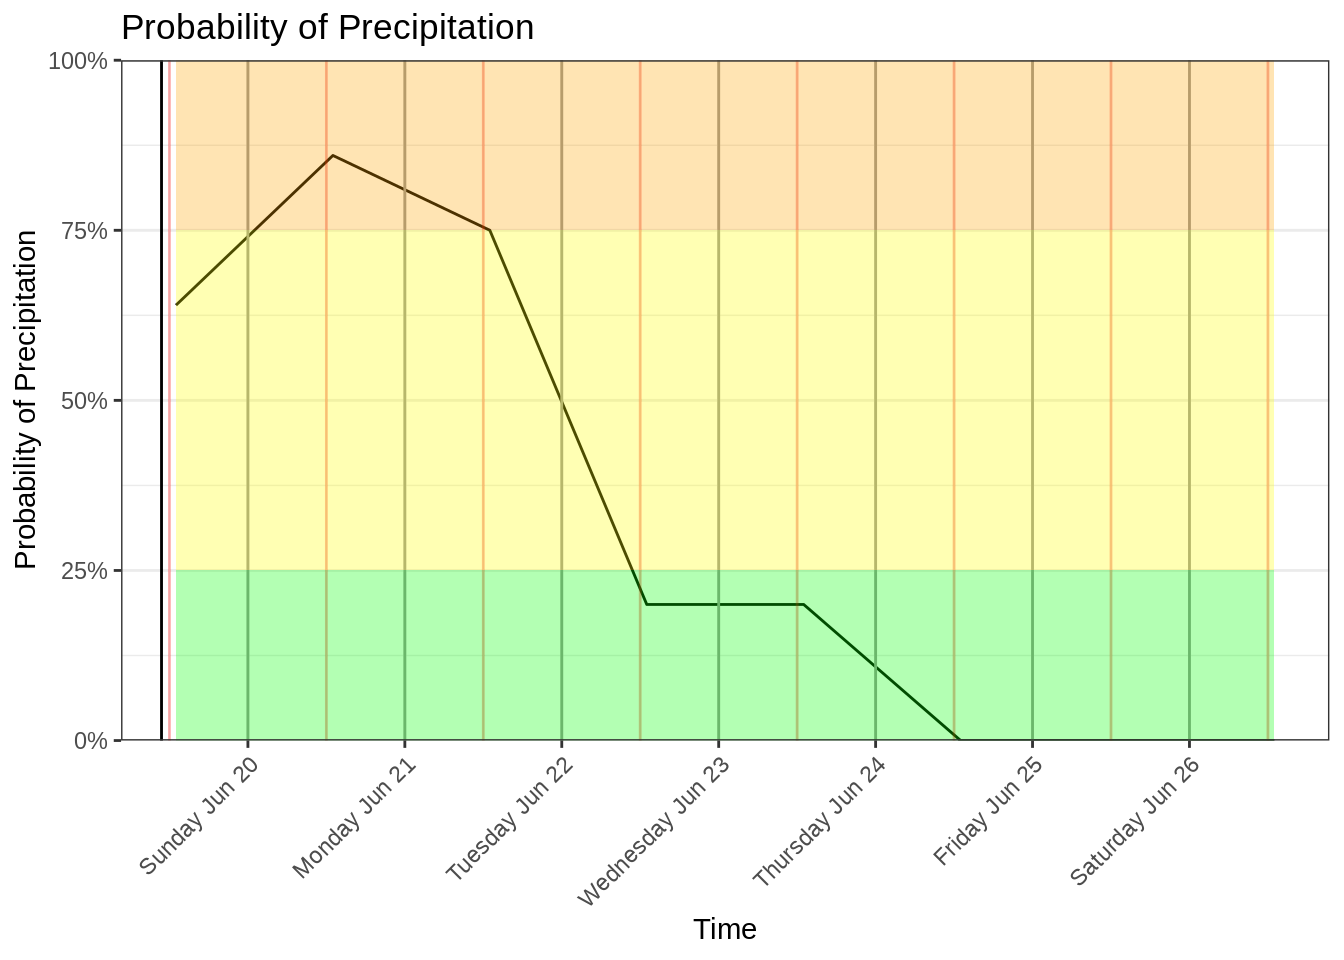 Probability of Precipitation
Probability of Precipitation
100%
75%
50%
25%
0%
Sunday Jun 20
Monday Jun 21
Tuesday Jun 22
Wednesday Jun 23
Thursday Jun 24
Friday Jun 25
Saturday Jun 26
Time